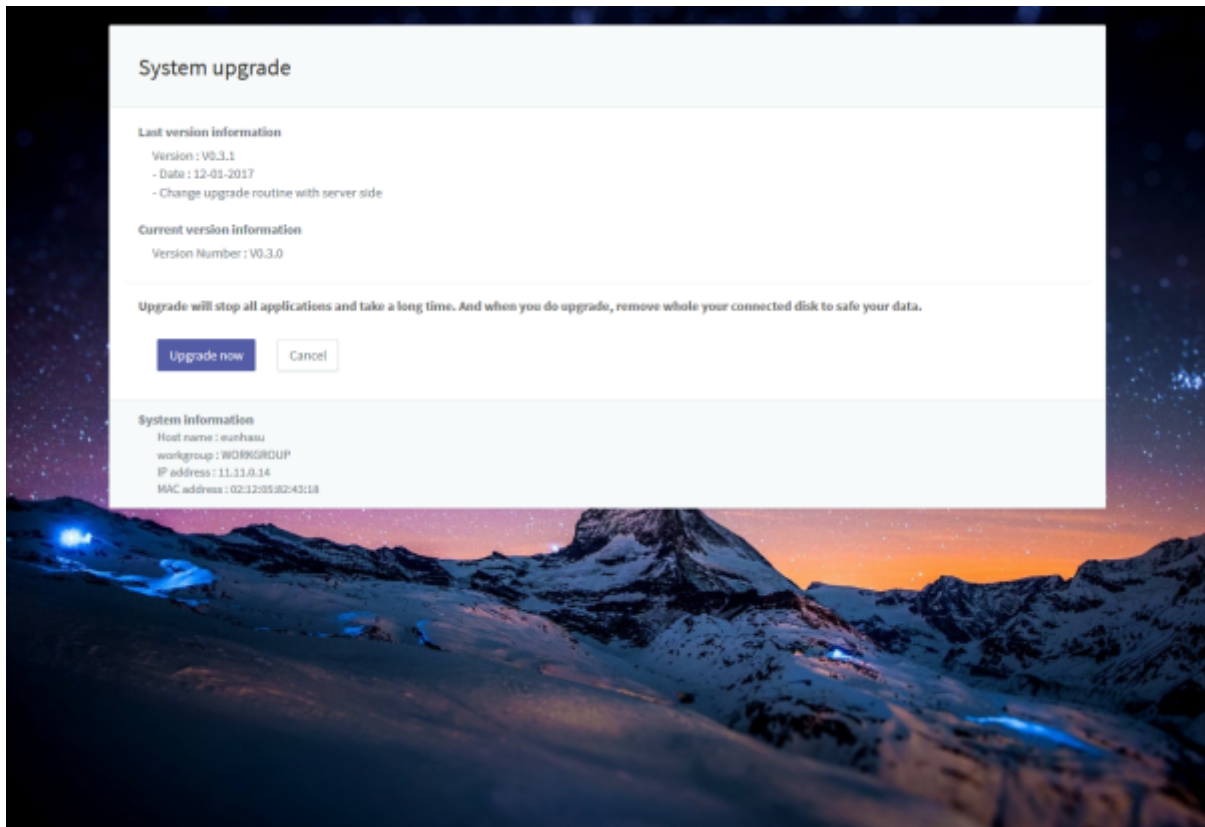 System upgrade
Last version information
Version : V0.3.1
- Date : 12-01-2017
- Change upgrade routine with server side
Current version information
Version Number : V0.3.0
Upgrade will stop all applications and take a long time. And when you do upgrade, remove whole your connected disk to safe your data.
Upgrade now Cancel
System information
Host name : eunhasu
workgroup : WORKGROUP
IP address : 11.11.0.14
MAC address : 02:12:05:82:43:18